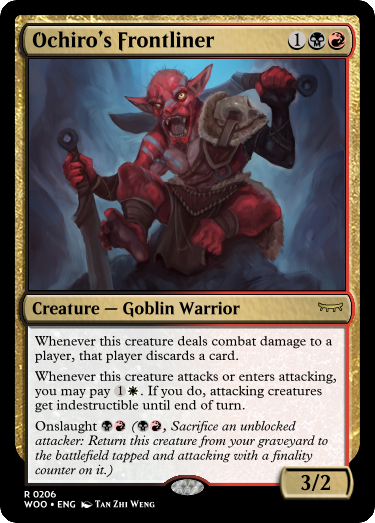 Ochiro's Frontliner 1
Creature — Goblin Warrior
Whenever this creature deals combat damage to a
player, that player discards a card.
Whenever this creature attacks or enters attacking,
you may pay 1. If you do, attacking creatures
get indestructible until end of turn.
Onslaught (, Sacrifice an unblocked
attacker: Return this creature from your graveyard to
the battlefield tapped and attacking with a finality
counter on it.)
3/2
R 0206
WOO • ENG Tan Zhi Weng